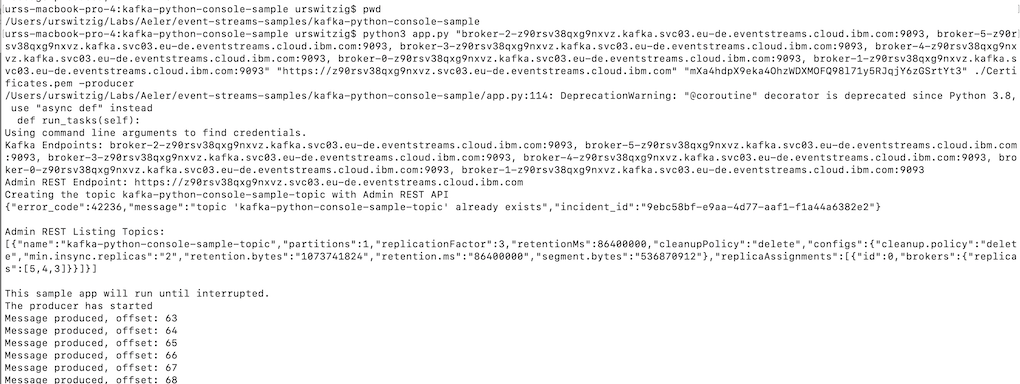 urss-macbook-pro-4:kafka-python-console-sample urswitzig$ pwd
/Users/urswitzig/Labs/Aeler/event-streams-samples/kafka-python-console-sample
urss-macbook-pro-4:kafka-python-console-sample urswitzig$ python3 app.py "broker-2-z90rsv38qxg9nxvz.kafka.svc03.eu-de.eventstreams.cloud.ibm.com:9093, broker-5-z90r
sv38qxg9nxvz.kafka.svc03.eu-de.eventstreams.cloud.ibm.com:9093, broker-3-z90rsv38qxg9nxvz.kafka.svc03.eu-de.eventstreams.cloud.ibm.com:9093, broker-4-z90rsv38qxg9nx
vz.kafka.svc03.eu-de.eventstreams.cloud.ibm.com:9093, broker-0-z90rsv38qxg9nxvz.kafka.svc03.eu-de.eventstreams.cloud.ibm.com:9093, broker-1-z90rsv38qxg9nxvz.kafka.s
vc03.eu-de.eventstreams.cloud.ibm.com:9093" "https://z90rsv38qxg9nxvz.svc03.eu-de.eventstreams.cloud.ibm.com" "mXa4hdpX9eka4OhzWDXMOFQ98l71y5RJqjY6zGSrtYt3" ./Certi
ficates.pem -producer
/Users/urswitzig/Labs/Aeler/event-streams-samples/kafka-python-console-sample/app.py:114: DeprecationWarning: "@coroutine" decorator is deprecated since Python 3.8,
use "async def" instead
def run_tasks(self):
Using command line arguments to find credentials.
Kafka Endpoints: broker-2-z90rsv38qxg9nxvz.kafka.svc03.eu-de.eventstreams.cloud.ibm.com:9093, broker-5-z90rsv38qxg9nxvz.kafka.svc03.eu-de.eventstreams.cloud.ibm.com
:9093, broker-3-z90rsv38qxg9nxvz.kafka.svc03.eu-de.eventstreams.cloud.ibm.com:9093, broker-4-z90rsv38qxg9nxvz.kafka.svc03.eu-de.eventstreams.cloud.ibm.com:9093, bro
ker-0-z90rsv38qxg9nxvz.kafka.svc03.eu-de.eventstreams.cloud.ibm.com:9093, broker-1-z90rsv38qxg9nxvz.kafka.svc03.eu-de.eventstreams.cloud.ibm.com:9093
Admin REST Endpoint: https://z90rsv38qxg9nxvz.svc03.eu-de.eventstreams.cloud.ibm.com
Creating the topic kafka-python-console-sample-topic with Admin REST API
{"error_code":42236,"message":"topic 'kafka-python-console-sample-topic' already exists","incident_id":"9ebc58bf-e9aa-4d77-aaf1-f1a44a6382e2"}
Admin REST Listing Topics:
[{"name":"kafka-python-console-sample-topic","partitions":1,"replicationFactor":3,"retentionMs":86400000,"cleanupPolicy":"delete","configs":{"cleanup.policy":"delet
e","min.insync.replicas":"2","retention.bytes":"1073741824","retention.ms":"86400000","segment.bytes":"536870912"},"replicaAssignments":[{"id":0,"brokers":{"replica
s":[5,4,3]}}]}]
This sample app will run until interrupted.
The producer has started
Message produced, offset: 63
Message produced, offset: 64
Message produced, offset: 65
Message produced, offset: 66
Message produced, offset: 67
Message produced, offset: 68